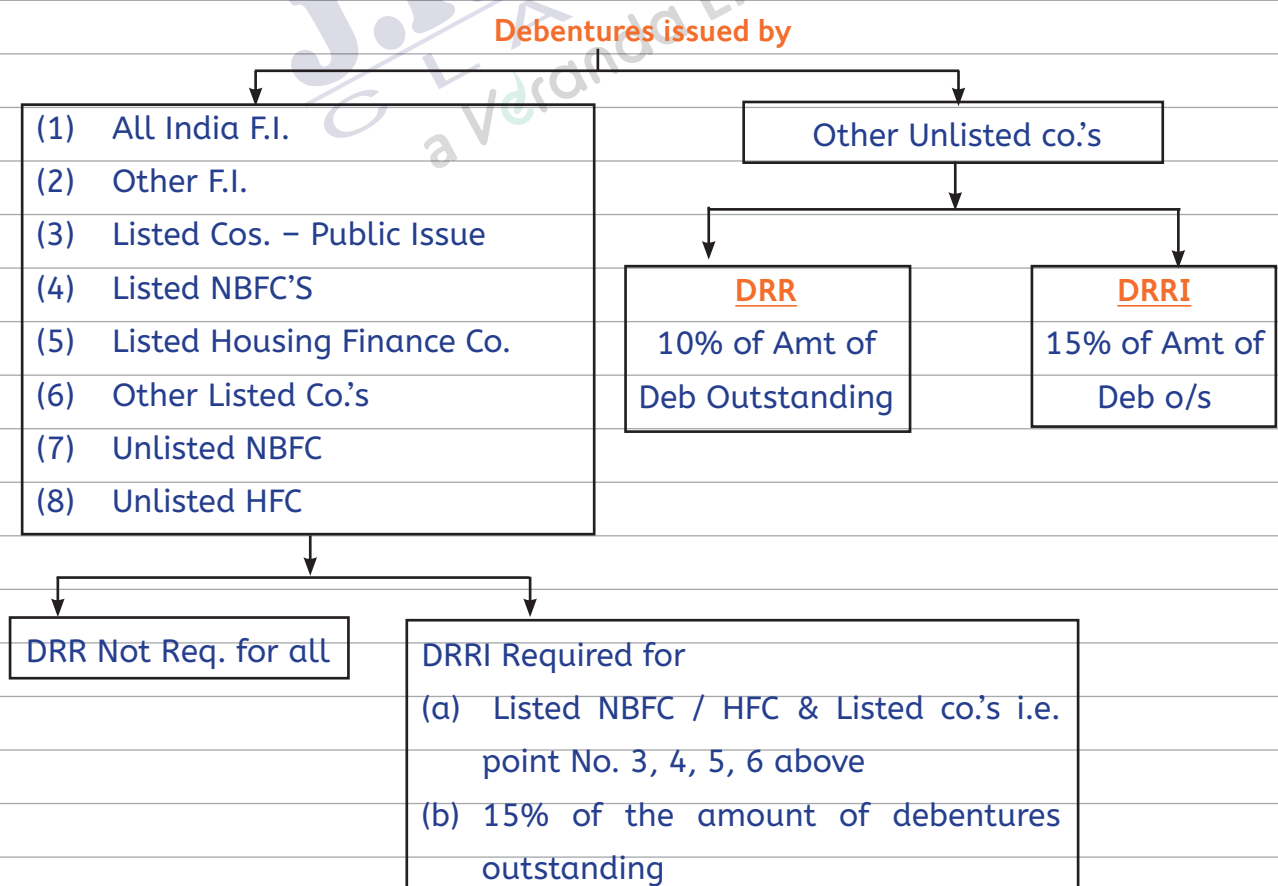 Debentures issued by
(1) All India F.I.
(2) Other F.I.
(3) Listed Cos. – Public Issue
(4) Listed NBFC'S
(5) Listed Housing Finance Co.
(6) Other Listed Co.'s
(7) Unlisted NBFC
(8) Unlisted HFC
Other Unlisted co.'s
DRR
10% of Amt of
Deb Outstanding
DRRI
15% of Amt of
Deb o/s
DRR Not Req. for all
DRRI Required for
(a) Listed NBFC / HFC & Listed co.'s i.e.
point No. 3, 4, 5, 6 above
(b) 15% of the amount of debentures
outstanding
a Veranda